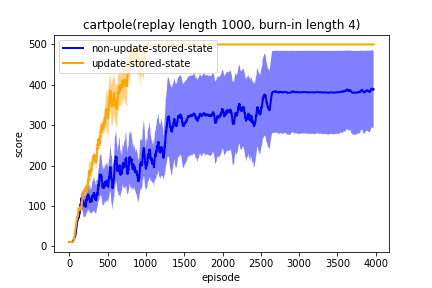 cartpole(replay length 1000, burn-in length 4)
non-update-stored-state
update-stored-state
500
400
300
200
100
0
score
0 500 1000 1500 2000 2500 3000 3500 4000
episode